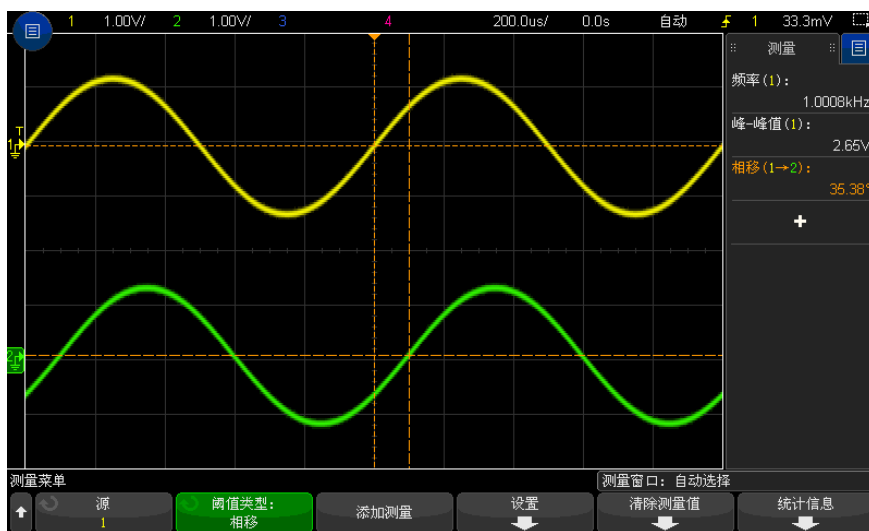 1 1.00V/ 2 1.00V/ 3 4 200.0us/ 0.0s 自动 1 33.3mV
测量
频率(1):
1.0008kHz
峰-峰值(1):
2.65V
相移(1→2):
35.38°
+
T
1
2
测量菜单 测量窗口: 自动选择
源
1
阈值类型:
相移
添加测量
设置
清除测量值
统计信息